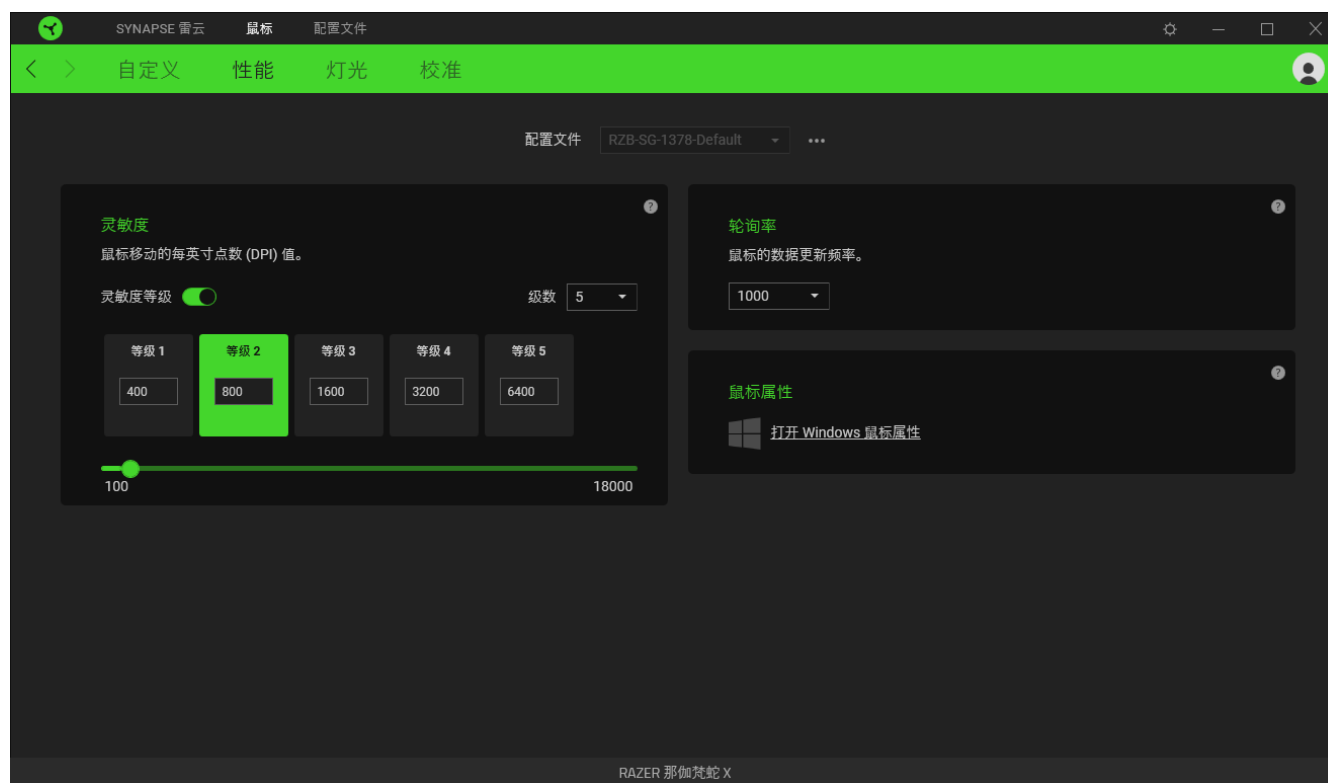 SYNAPSE 雷云 鼠标 配置文件
自定义 性能 灯光 校准
配置文件 RZB-SG-1378-Default
灵敏度
鼠标移动的每英寸点数 (DPI) 值。
灵敏度等级 级数 5
等级 1 等级 2 等级 3 等级 4 等级 5
400 800 1600 3200 6400
100 18000
轮询率
鼠标的数据更新频率。
1000
鼠标属性
打开 Windows 鼠标属性
RAZER 那伽梵蛇 X